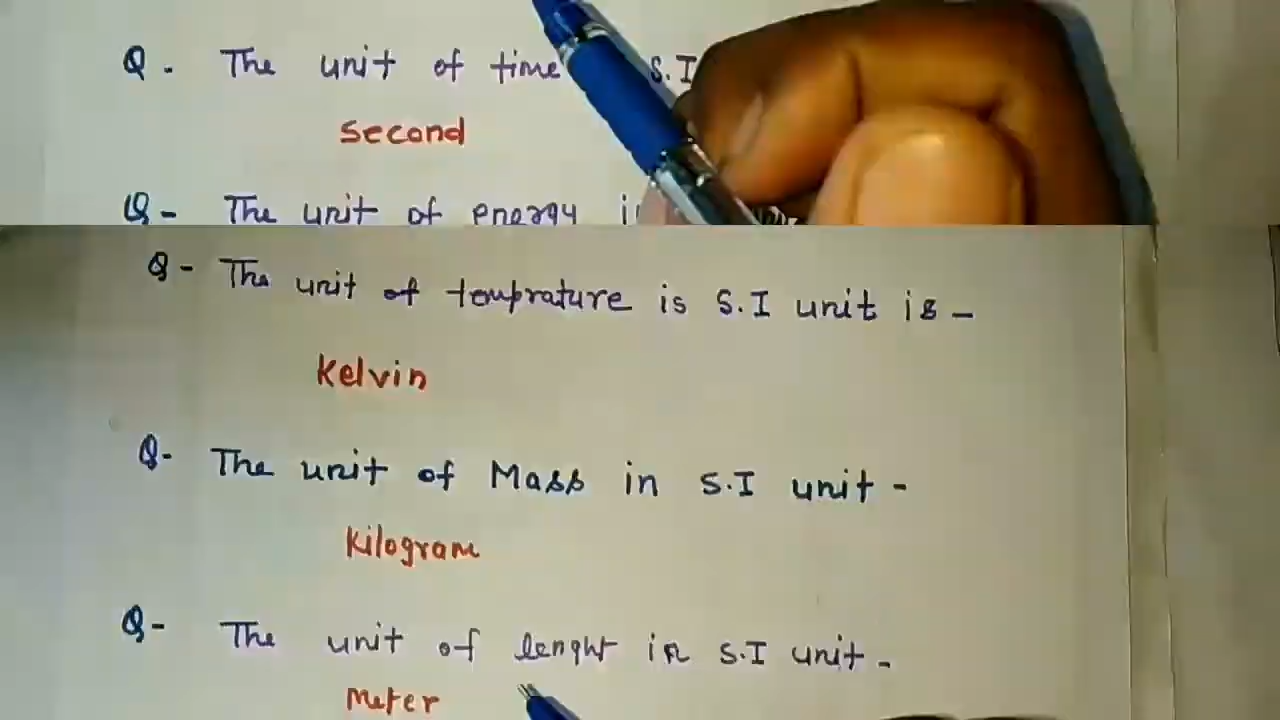 Q. The unit of time S.I
Second
Q- The unit of energy
Q- The unit of temprature is S.I unit is -
Kelvin
Q- The unit of Mass in S.I unit -
Kilogram
Q- The unit of lenght in S.I unit -
Meter